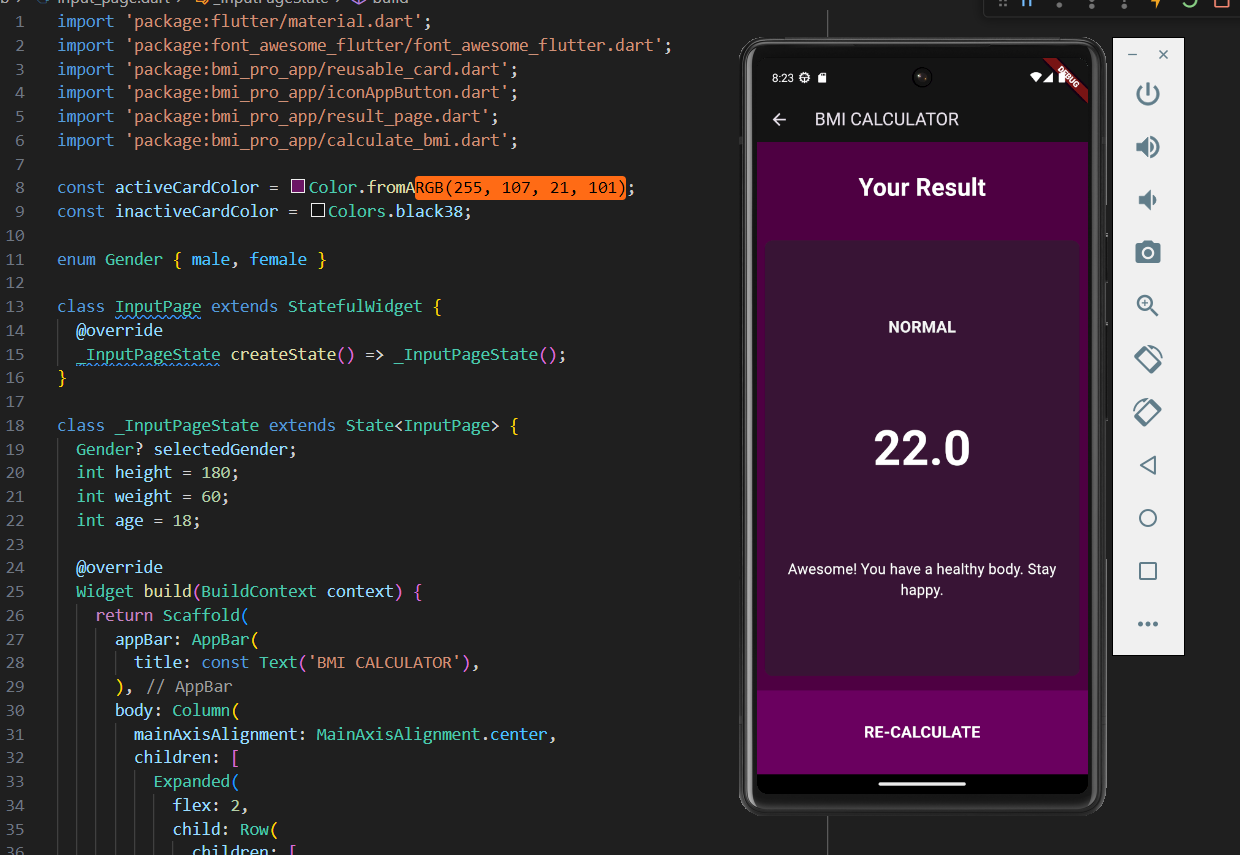 input_page.dart > _InputPageState > build
1 import 'package:flutter/material.dart';
2 import 'package:font_awesome_flutter/font_awesome_flutter.dart';
3 import 'package:bmi_pro_app/reusable_card.dart';
4 import 'package:bmi_pro_app/iconAppButton.dart';
5 import 'package:bmi_pro_app/result_page.dart';
6 import 'package:bmi_pro_app/calculate_bmi.dart';
7
8 const activeCardColor = Color.fromARGB(255, 107, 21, 101);
9 const inactiveCardColor = Colors.black38;
10
11 enum Gender { male, female }
12
13 class InputPage extends StatefulWidget {
14 @override
15 _InputPageState createState() => _InputPageState();
16 }
17
18 class _InputPageState extends State<InputPage> {
19 Gender? selectedGender;
20 int height = 180;
21 int weight = 60;
22 int age = 18;
23
24 @override
25 Widget build(BuildContext context) {
26 return Scaffold(
27 appBar: AppBar(
28 title: const Text('BMI CALCULATOR'),
29 ), // AppBar
30 body: Column(
31 mainAxisAlignment: MainAxisAlignment.center,
32 children: [
33 Expanded(
34 flex: 2,
35 child: Row(
36 children: [
8:23
DEBUG
BMI CALCULATOR
Your Result
NORMAL
22.0
Awesome! You have a healthy body. Stay
happy.
RE-CALCULATE